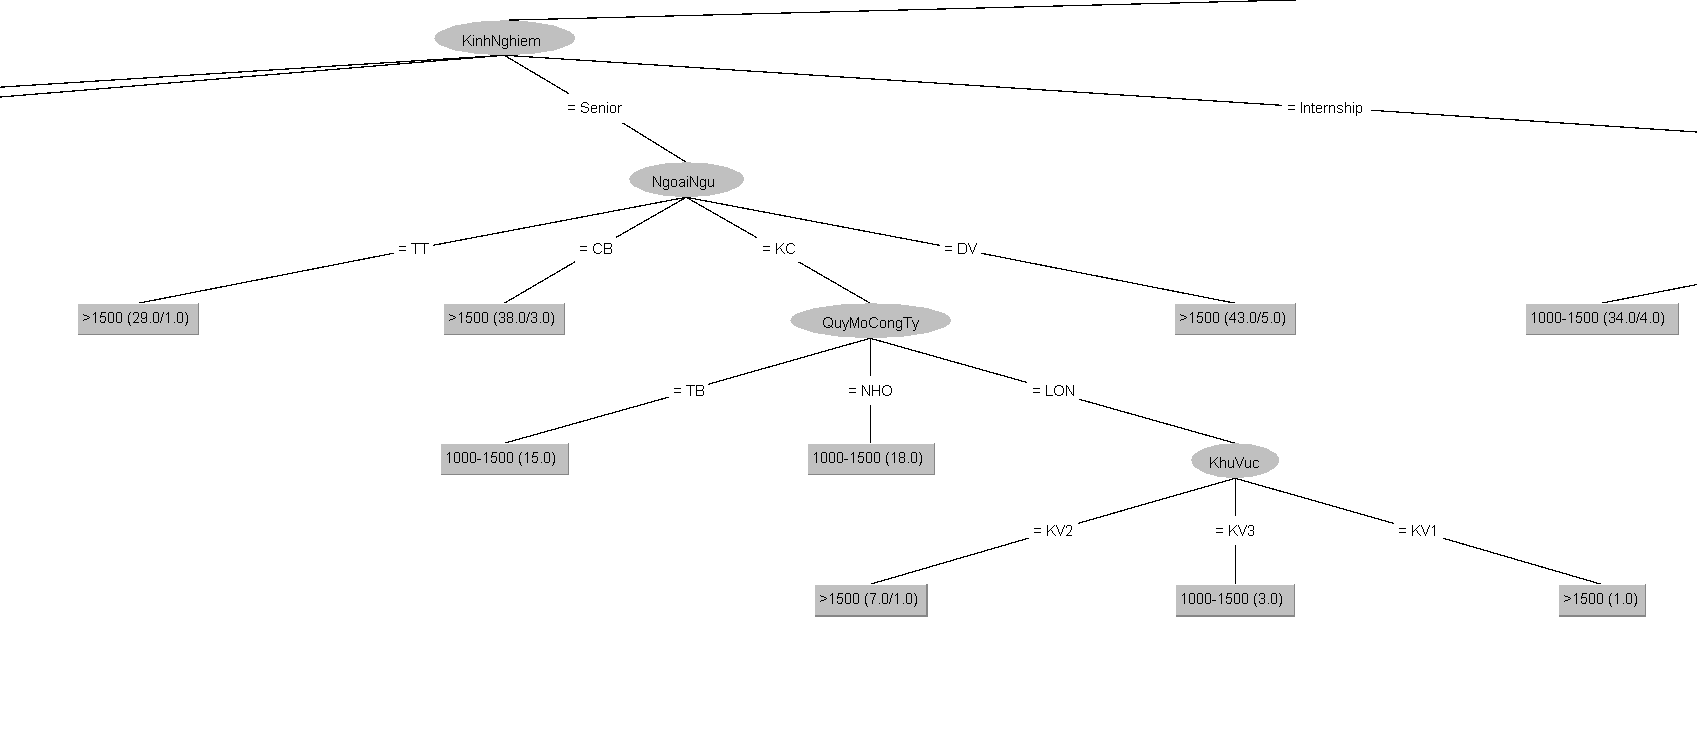 KinhNghiem
= Senior
= Internship
NgoaiNgu
= TT
= CB
= KC
= DV
>1500 (29.0/1.0)
>1500 (38.0/3.0)
QuyMoCongTy
>1500 (43.0/5.0)
1000-1500 (34.0/4.0)
= TB
= NHO
= LON
1000-1500 (15.0)
1000-1500 (18.0)
KhuVuc
= KV2
= KV3
= KV1
>1500 (7.0/1.0)
1000-1500 (3.0)
>1500 (1.0)